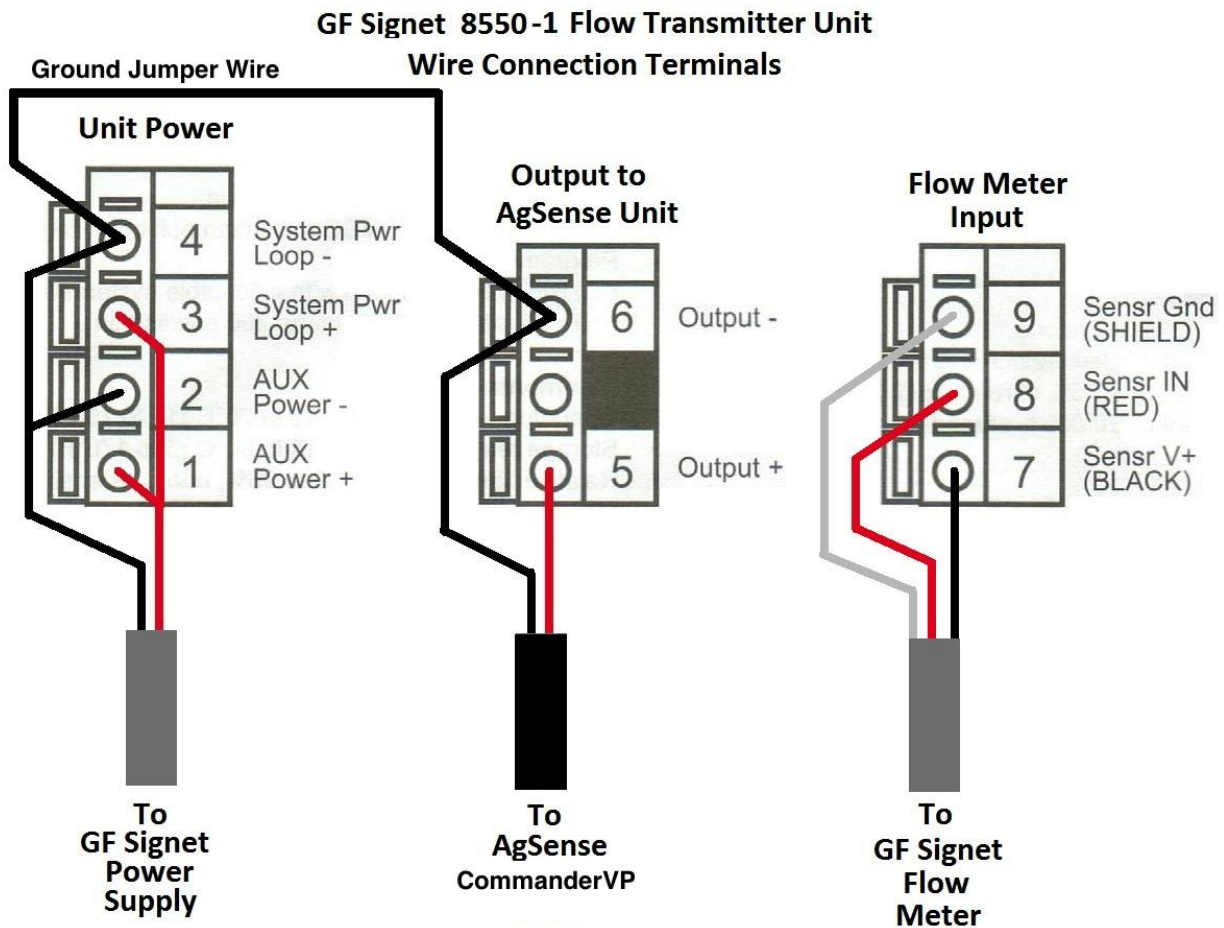 GF Signet 8550-1 Flow Transmitter Unit
Wire Connection Terminals
Ground Jumper Wire
Unit Power
4
System Pwr
Loop -
3
System Pwr
Loop +
2
AUX
Power -
1
AUX
Power +
To
GF Signet
Power
Supply
Output to
AgSense Unit
6
Output -
5
Output +
To
AgSense
CommanderVP
Flow Meter
Input
9
Sensr Gnd
(SHIELD)
8
Sensr IN
(RED)
7
Sensr V+
(BLACK)
To
GF Signet
Flow
Meter